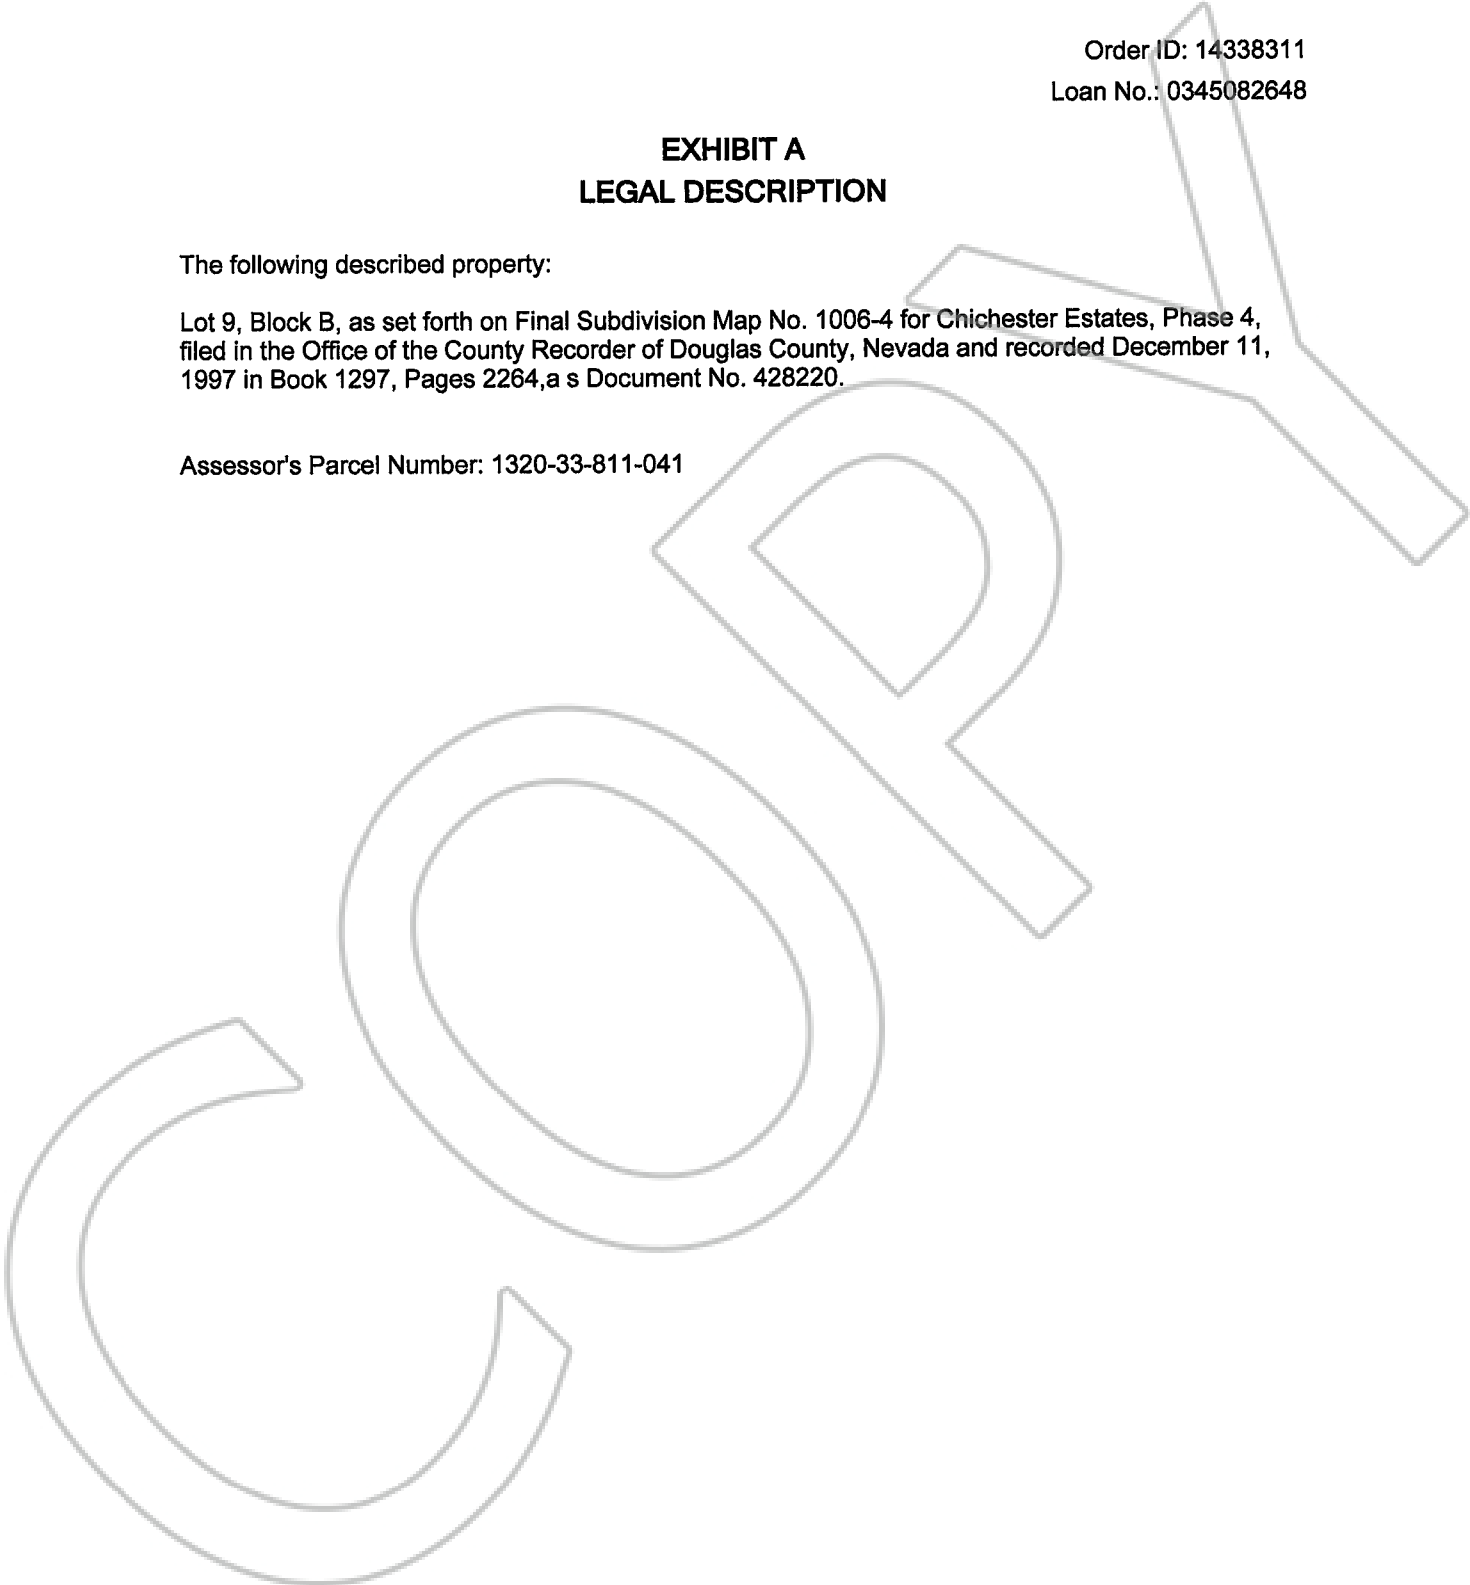 Order ID: 14338311
Loan No.: 0345082648
EXHIBIT A
LEGAL DESCRIPTION
The following described property:
Lot 9, Block B, as set forth on Final Subdivision Map No. 1006-4 for Chichester Estates, Phase 4,
filed in the Office of the County Recorder of Douglas County, Nevada and recorded December 11,
1997 in Book 1297, Pages 2264,a s Document No. 428220.
Assessor's Parcel Number: 1320-33-811-041
COPY